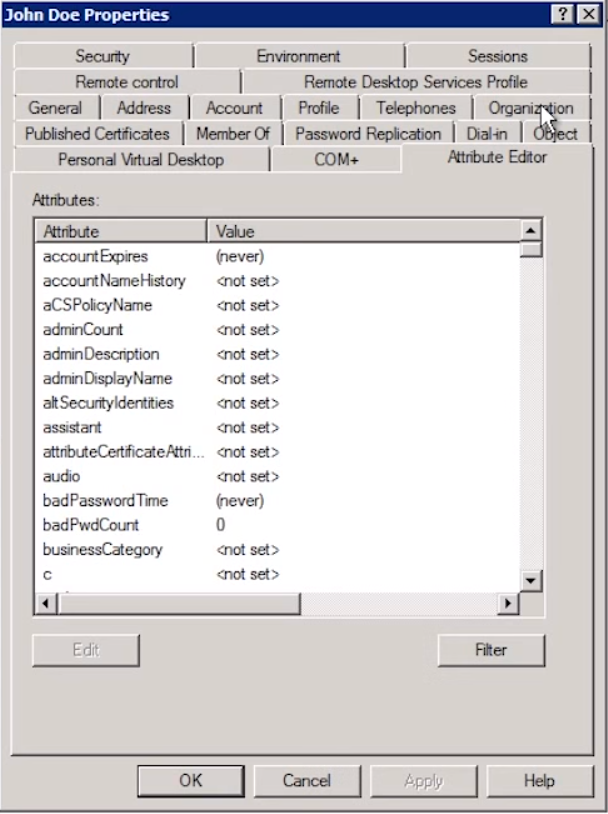 John Doe Properties
Security Environment Sessions
Remote control Remote Desktop Services Profile
General Address Account Profile Telephones Organization
Published Certificates Member Of Password Replication Dial-in Object
Personal Virtual Desktop COM+ Attribute Editor
Attributes:
Attribute Value
accountExpires (never)
accountNameHistory <not set>
aCSPolicyName <not set>
adminCount <not set>
adminDescription <not set>
adminDisplayName <not set>
altSecurityIdentities <not set>
assistant <not set>
attributeCertificateAttri... <not set>
audio <not set>
badPasswordTime (never)
badPwdCount 0
businessCategory <not set>
c <not set>
Edit Filter
OK Cancel Apply Help